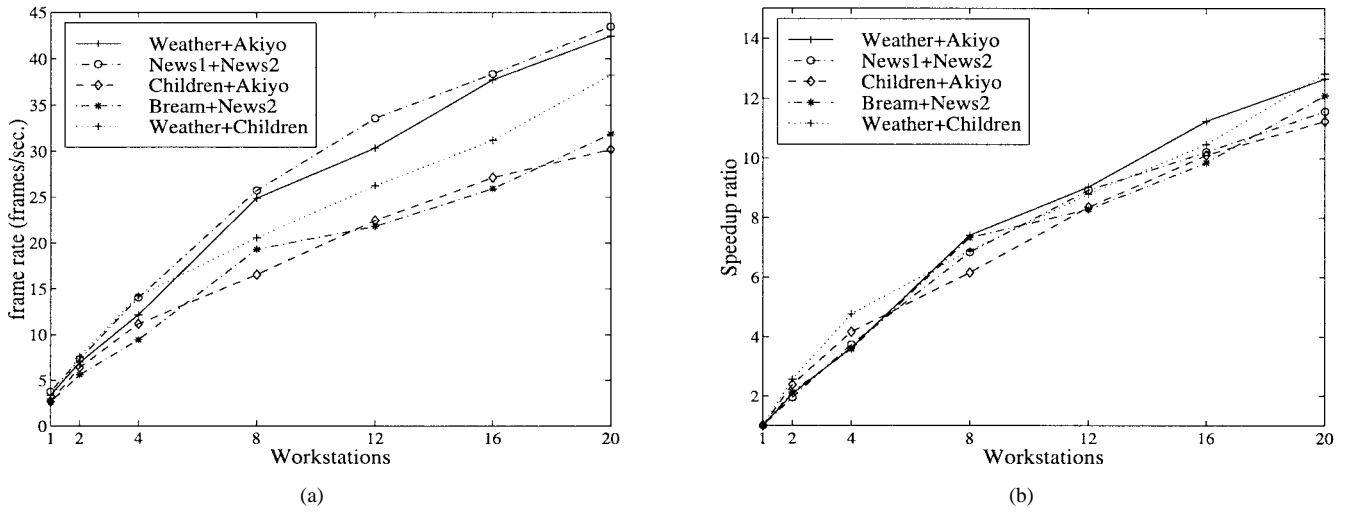 45
40
35
30
25
20
15
10
5
0
frame rate (frames/sec.)
Weather+Akiyo
News1+News2
Children+Akiyo
Bream+News2
Weather+Children
1 2 4 8 12 16 20
Workstations
(a)
14
12
10
8
6
4
2
Speedup ratio
Weather+Akiyo
News1+News2
Children+Akiyo
Bream+News2
Weather+Children
1 2 4 8 12 16 20
Workstations
(b)